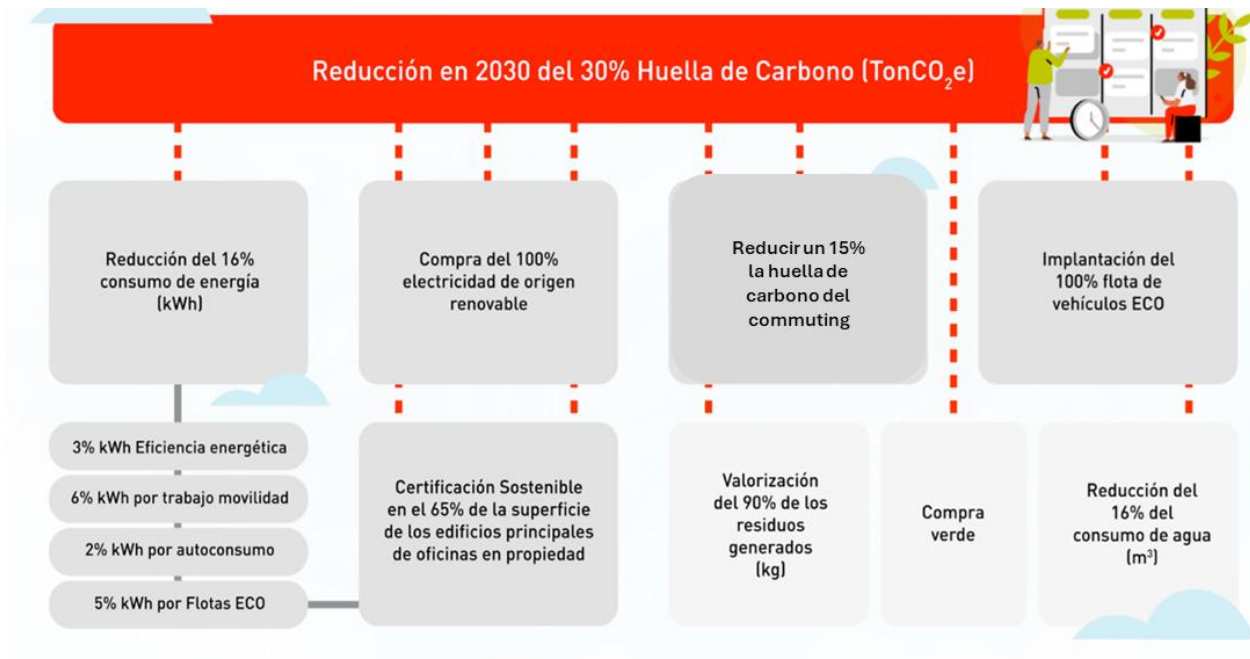 Reducción en 2030 del 30% Huella de Carbono (TonCO₂e)
Reducción del 16%
consumo de energía
(kWh)
Compra del 100%
electricidad de origen
renovable
Reducir un 15%
la huella de
carbono del
commuting
Implantación del
100% flota de
vehículos ECO
3% kWh Eficiencia energética
6% kWh por trabajo movilidad
2% kWh por autoconsumo
5% kWh por Flotas ECO
Certificación Sostenible
en el 65% de la superficie
de los edificios principales
de oficinas en propiedad
Valorización
del 90% de los
residuos
generados
(kg)
Compra
verde
Reducción del
16% del
consumo de agua
(m³)